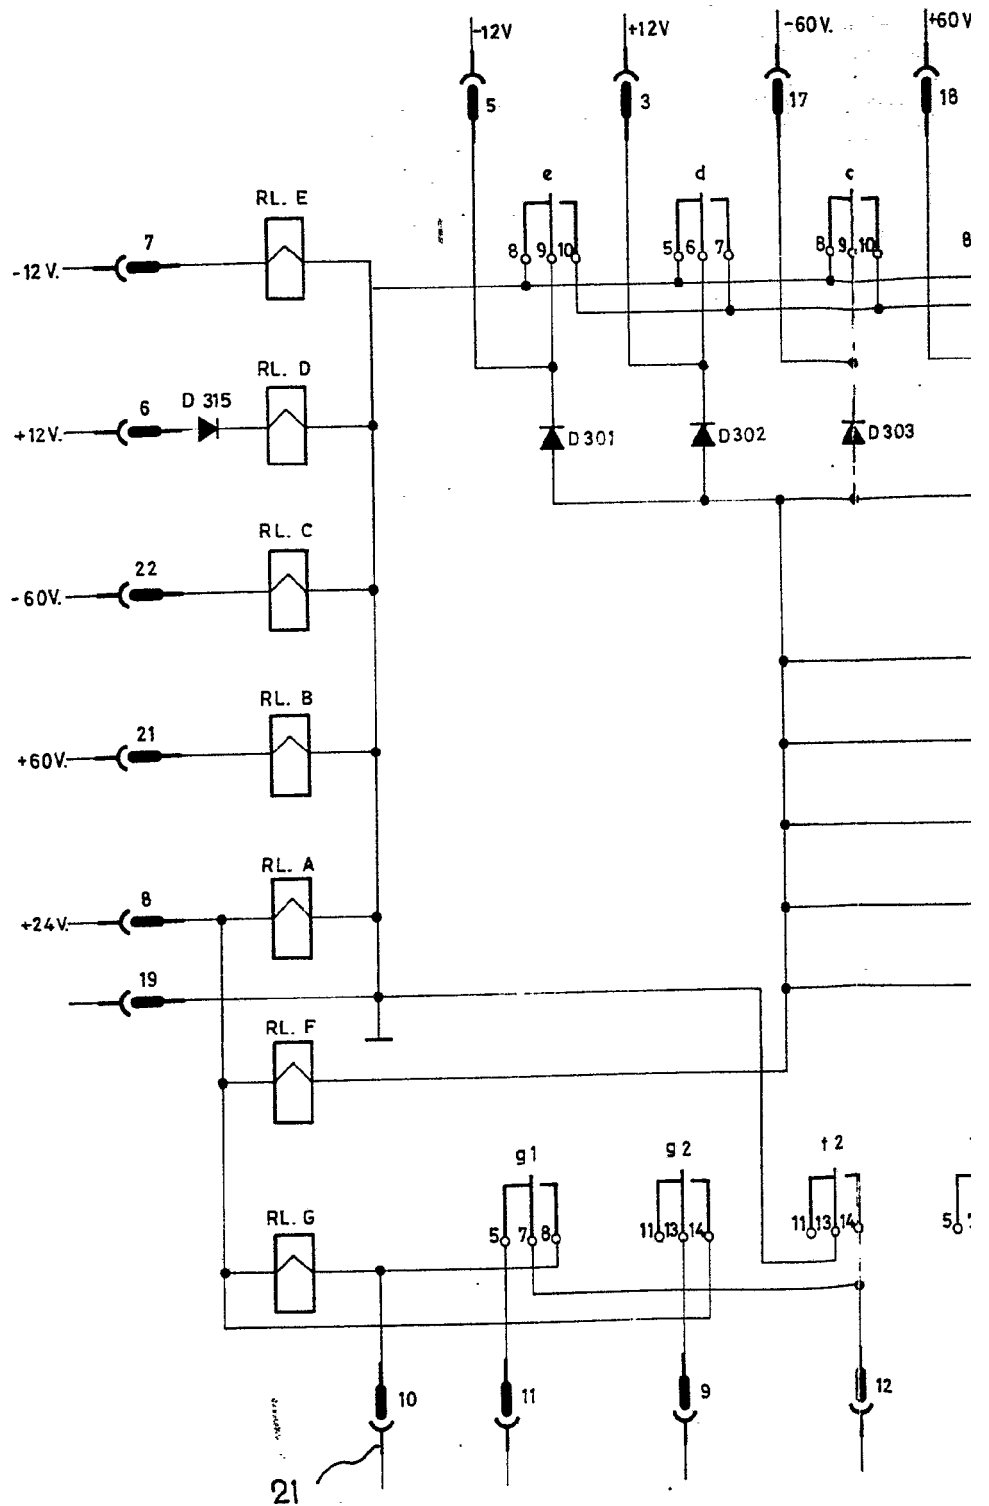 -12V +12V -60V. +60V
5 3 17 18
e d c
RL. E
8 9 10 5 6 7 8 9 10 8
7
-12 V.
RL. D
6 D 315
+12V.
D301 D302 D303
RL. C
22
-60V.
RL. B
21
+60V.
RL. A
8
+24V.
19
RL. F
g1 g2 f2
RL. G
5 7 8 11 13 14 11 13 14 5
10 11 9 12
21